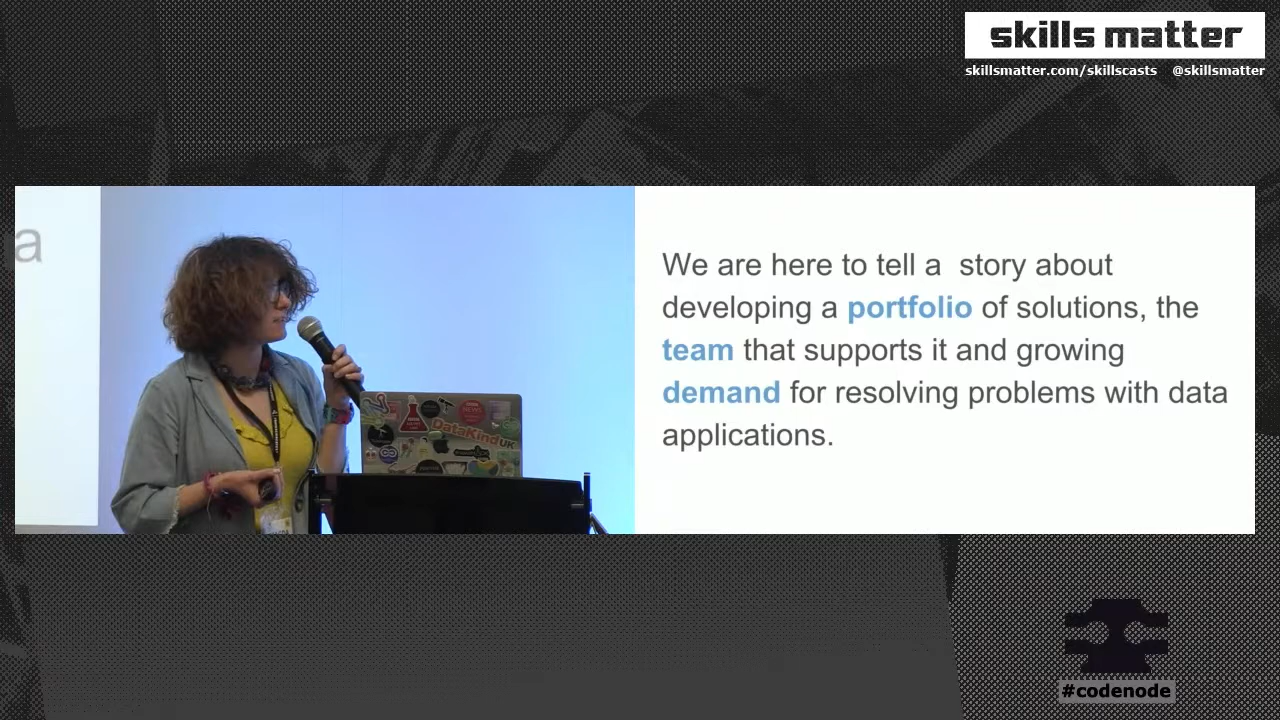 skills matter
skillsmatter.com/skillscasts @skillsmatter
a
We are here to tell a  story about
developing a portfolio of solutions, the
team that supports it and growing
demand for resolving problems with data
applications.
DataKind UK
#codenode